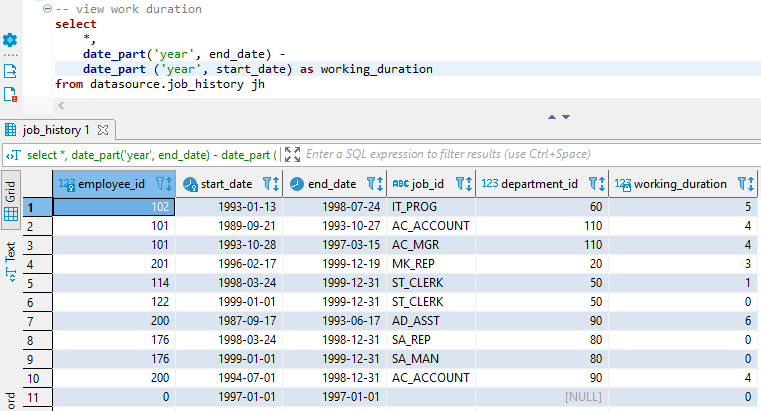 -- view work duration
select
*,
date_part('year', end_date) -
date_part ('year', start_date) as working_duration
from datasource.job_history jh
job_history 1
select *, date_part('year', end_date) - date_part ( Enter a SQL expression to filter results (use Ctrl+Space)
Grid
Text
ord
123 employee_id start_date end_date ABC job_id 123 department_id 123 working_duration
1 102 1993-01-13 1998-07-24 IT_PROG 60 5
2 101 1989-09-21 1993-10-27 AC_ACCOUNT 110 4
3 101 1993-10-28 1997-03-15 AC_MGR 110 4
4 201 1996-02-17 1999-12-19 MK_REP 20 3
5 114 1998-03-24 1999-12-31 ST_CLERK 50 1
6 122 1999-01-01 1999-12-31 ST_CLERK 50 0
7 200 1987-09-17 1993-06-17 AD_ASST 90 6
8 176 1998-03-24 1998-12-31 SA_REP 80 0
9 176 1999-01-01 1999-12-31 SA_MAN 80 0
10 200 1994-07-01 1998-12-31 AC_ACCOUNT 90 4
11 0 1997-01-01 1997-01-01 [NULL] 0